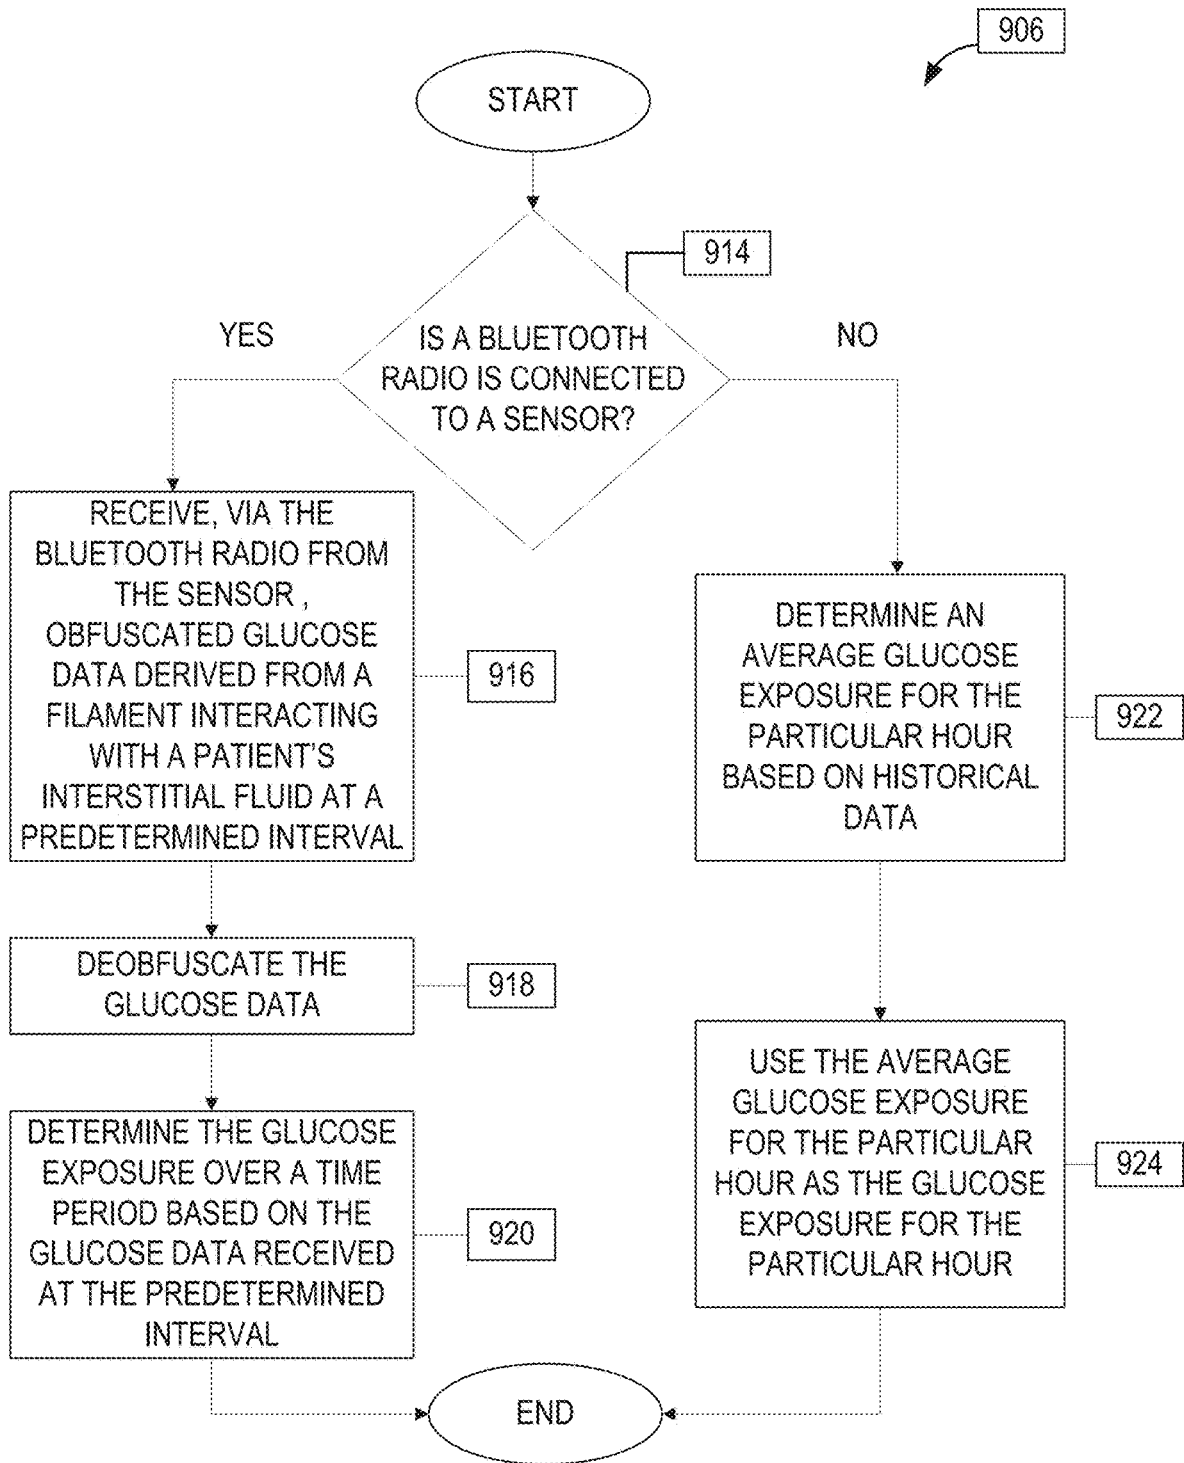 906
START
914
YES
NO
IS A BLUETOOTH
RADIO IS CONNECTED
TO A SENSOR?
RECEIVE, VIA THE
BLUETOOTH RADIO FROM
THE SENSOR ,
OBFUSCATED GLUCOSE
DATA DERIVED FROM A
FILAMENT INTERACTING
WITH A PATIENT'S
INTERSTITIAL FLUID AT A
PREDETERMINED INTERVAL
916
DEOBFUSCATE THE
GLUCOSE DATA
918
DETERMINE THE GLUCOSE
EXPOSURE OVER A TIME
PERIOD BASED ON THE
GLUCOSE DATA RECEIVED
AT THE PREDETERMINED
INTERVAL
920
DETERMINE AN
AVERAGE GLUCOSE
EXPOSURE FOR THE
PARTICULAR HOUR
BASED ON HISTORICAL
DATA
922
USE THE AVERAGE
GLUCOSE EXPOSURE
FOR THE PARTICULAR
HOUR AS THE GLUCOSE
EXPOSURE FOR THE
PARTICULAR HOUR
924
END